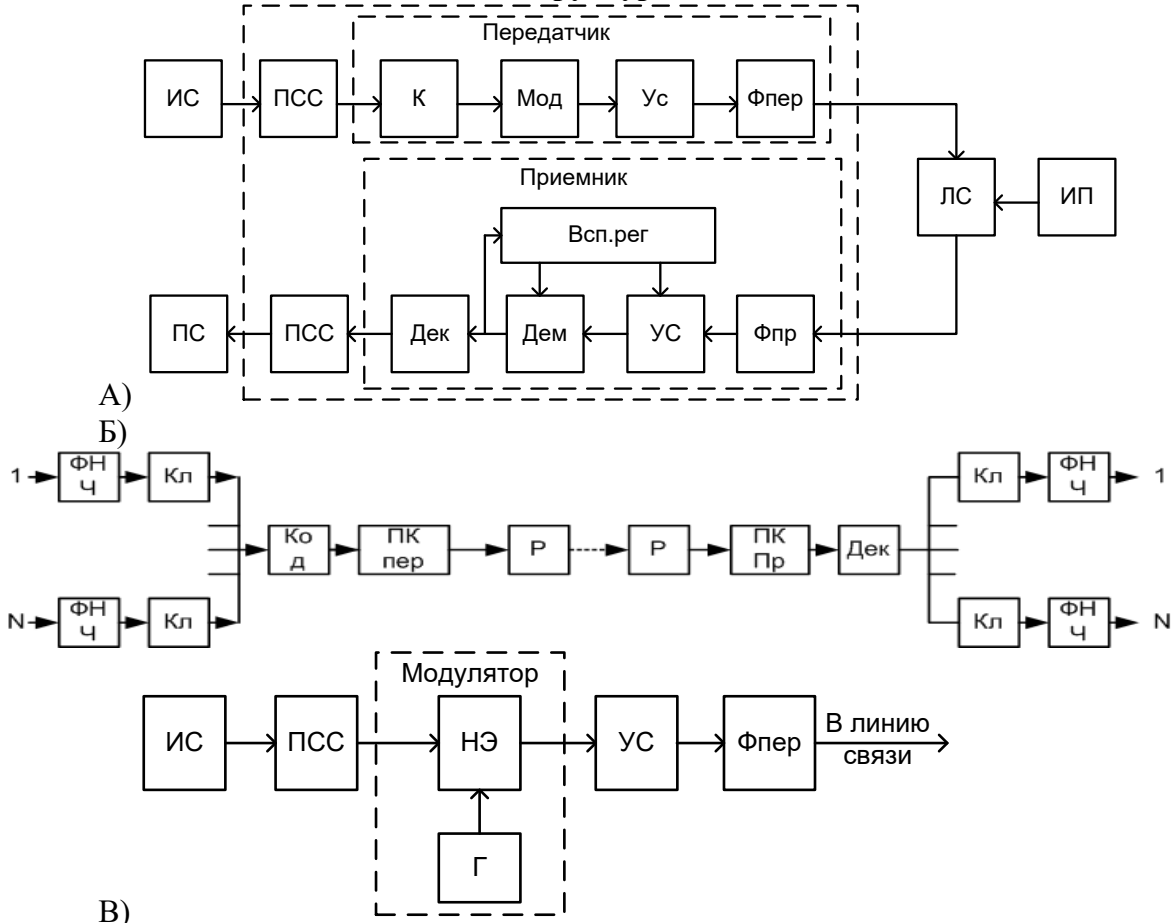 Передатчик
ИС ПСС К Мод Ус Фпер
Приемник
ЛС ИП
Всп.рег
ПС ПСС Дек Дем УС Фпр
А)
Б)
1 ФН Ч Кл Кл ФН Ч 1
Ко д ПК пер Р Р ПК Пр Дек
N ФН Ч Кл Кл ФН Ч N
Модулятор
ИС ПСС НЭ УС Фпер В линию связи
Г
В)